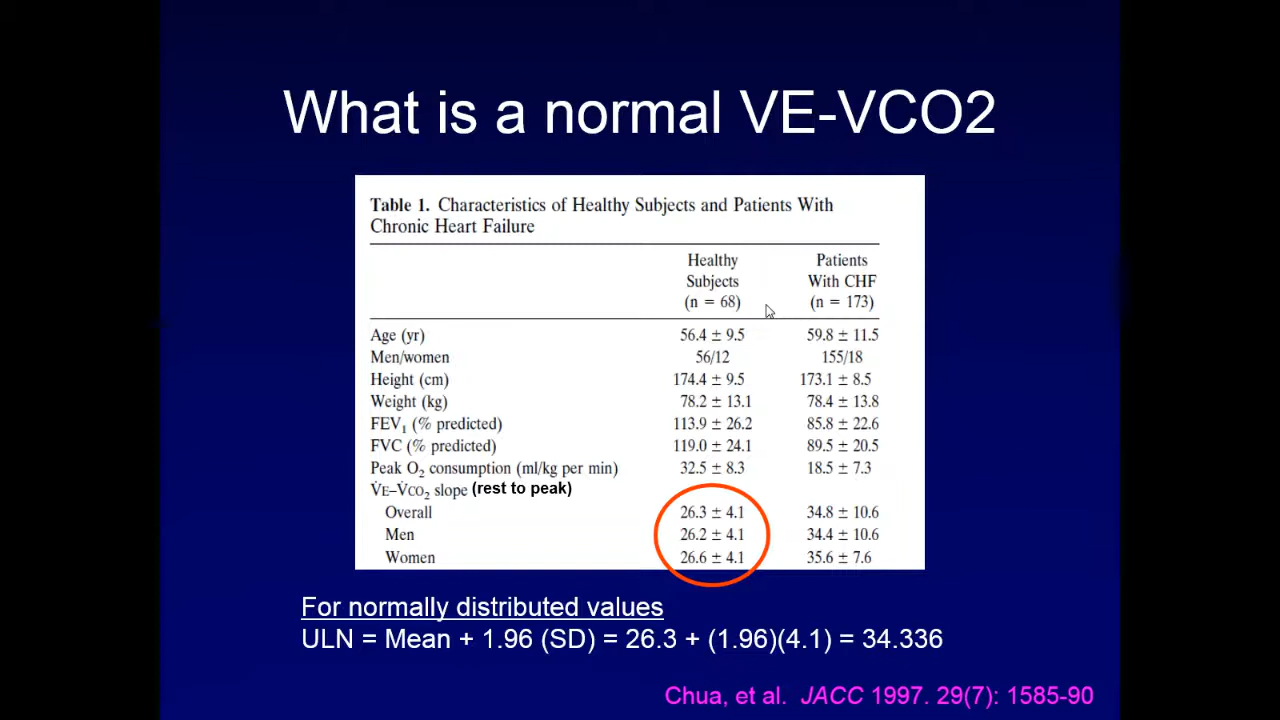 What is a normal VE-VCO2
Table 1. Characteristics of Healthy Subjects and Patients With
Chronic Heart Failure
Healthy Subjects (n = 68) Patients With CHF (n = 173)
Age (yr) 56.4 ± 9.5 59.8 ± 11.5
Men/women 56/12 155/18
Height (cm) 174.4 ± 9.5 173.1 ± 8.5
Weight (kg) 78.2 ± 13.1 78.4 ± 13.8
FEV₁ (% predicted) 113.9 ± 26.2 85.8 ± 22.6
FVC (% predicted) 119.0 ± 24.1 89.5 ± 20.5
Peak O₂ consumption (ml/kg per min) 32.5 ± 8.3 18.5 ± 7.3
V̇E–V̇CO₂ slope (rest to peak)
Overall 26.3 ± 4.1 34.8 ± 10.6
Men 26.2 ± 4.1 34.4 ± 10.6
Women 26.6 ± 4.1 35.6 ± 7.6
For normally distributed values
ULN = Mean + 1.96 (SD) = 26.3 + (1.96)(4.1) = 34.336
Chua, et al. JACC 1997. 29(7): 1585-90